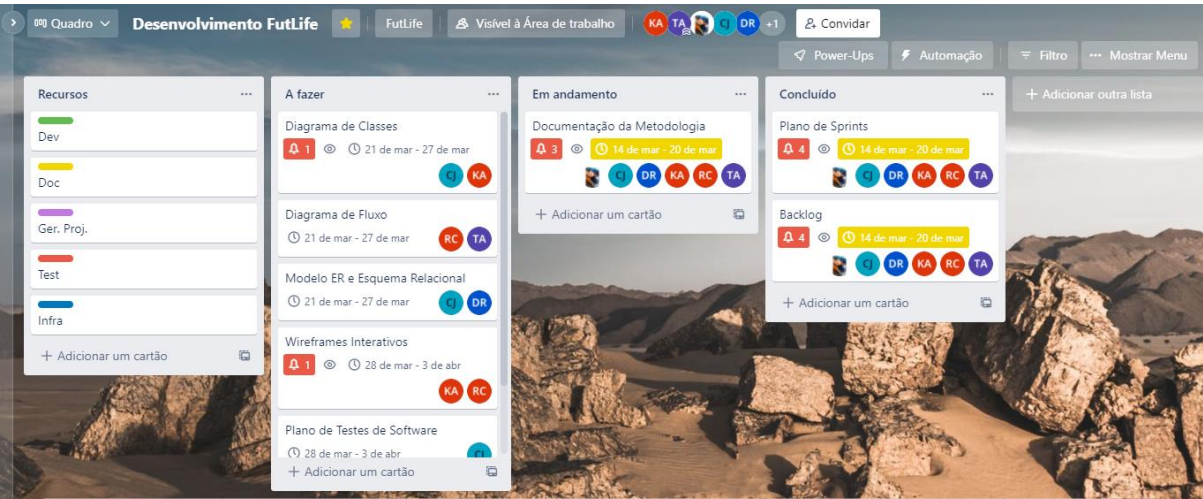 Quadro
Desenvolvimento FutLife
FutLife
Visível à Área de trabalho
KA TA CJ DR +1
Convidar
Power-Ups
Automação
Filtro
... Mostrar Menu
Recursos ...
Dev
Doc
Ger. Proj.
Test
Infra
+ Adicionar um cartão
A fazer ...
Diagrama de Classes
1 21 de mar - 27 de mar
CJ KA
Diagrama de Fluxo
21 de mar - 27 de mar RC TA
Modelo ER e Esquema Relacional
21 de mar - 27 de mar CJ DR
Wireframes Interativos
1 28 de mar - 3 de abr
KA RC
Plano de Testes de Software
28 de mar - 3 de abr CJ
+ Adicionar um cartão
Em andamento ...
Documentação da Metodologia
3 14 de mar - 20 de mar
CJ DR KA RC TA
+ Adicionar um cartão
Concluído ...
Plano de Sprints
4 14 de mar - 20 de mar
CJ DR KA RC TA
Backlog
4 14 de mar - 20 de mar
CJ DR KA RC TA
+ Adicionar um cartão
+ Adicionar outra lista